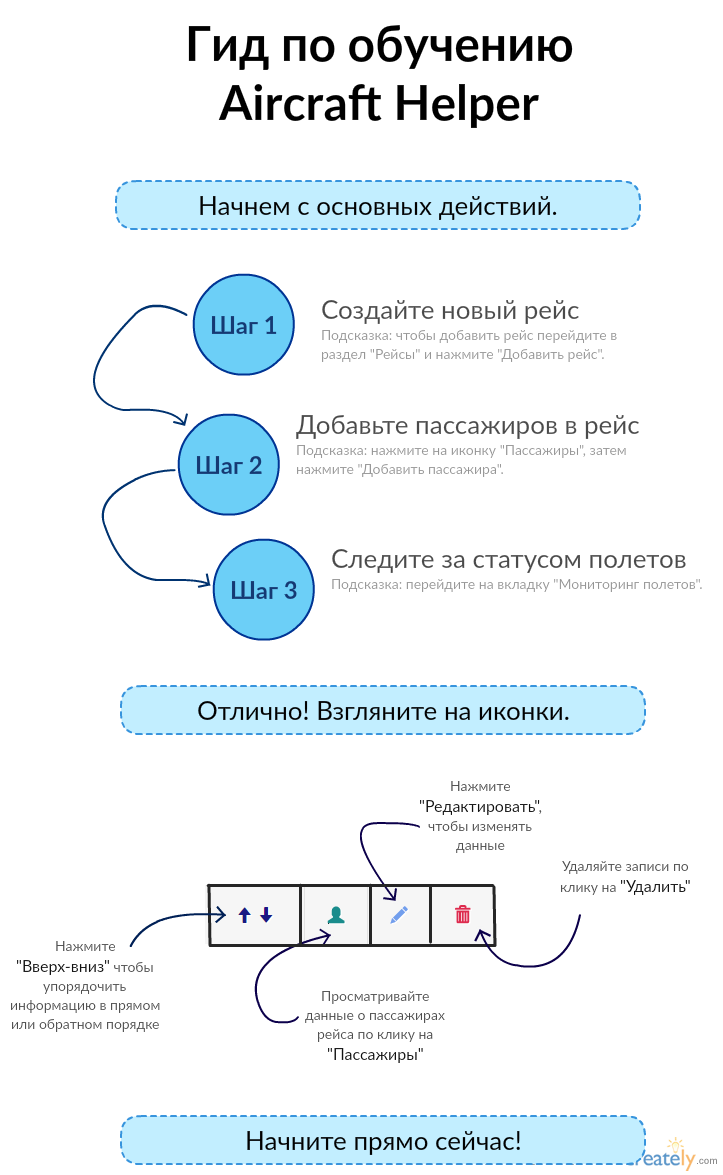 Гид по обучению
Aircraft Helper
Начнем с основных действий.
Шаг 1
Создайте новый рейс
Подсказка: чтобы добавить рейс перейдите в
раздел "Рейсы" и нажмите "Добавить рейс".
Шаг 2
Добавьте пассажиров в рейс
Подсказка: нажмите на иконку "Пассажиры", затем
нажмите "Добавить пассажира".
Шаг 3
Следите за статусом полетов
Подсказка: перейдите на вкладку "Мониторинг полетов".
Отлично! Взгляните на иконки.
Нажмите
"Редактировать",
чтобы изменять
данные
Удаляйте записи по
клику на "Удалить"
Нажмите
"Вверх-вниз" чтобы
упорядочить
информацию в прямом
или обратном порядке
Просматривайте
данные о пассажирах
рейса по клику на
"Пассажиры"
Начните прямо сейчас!
reately.com